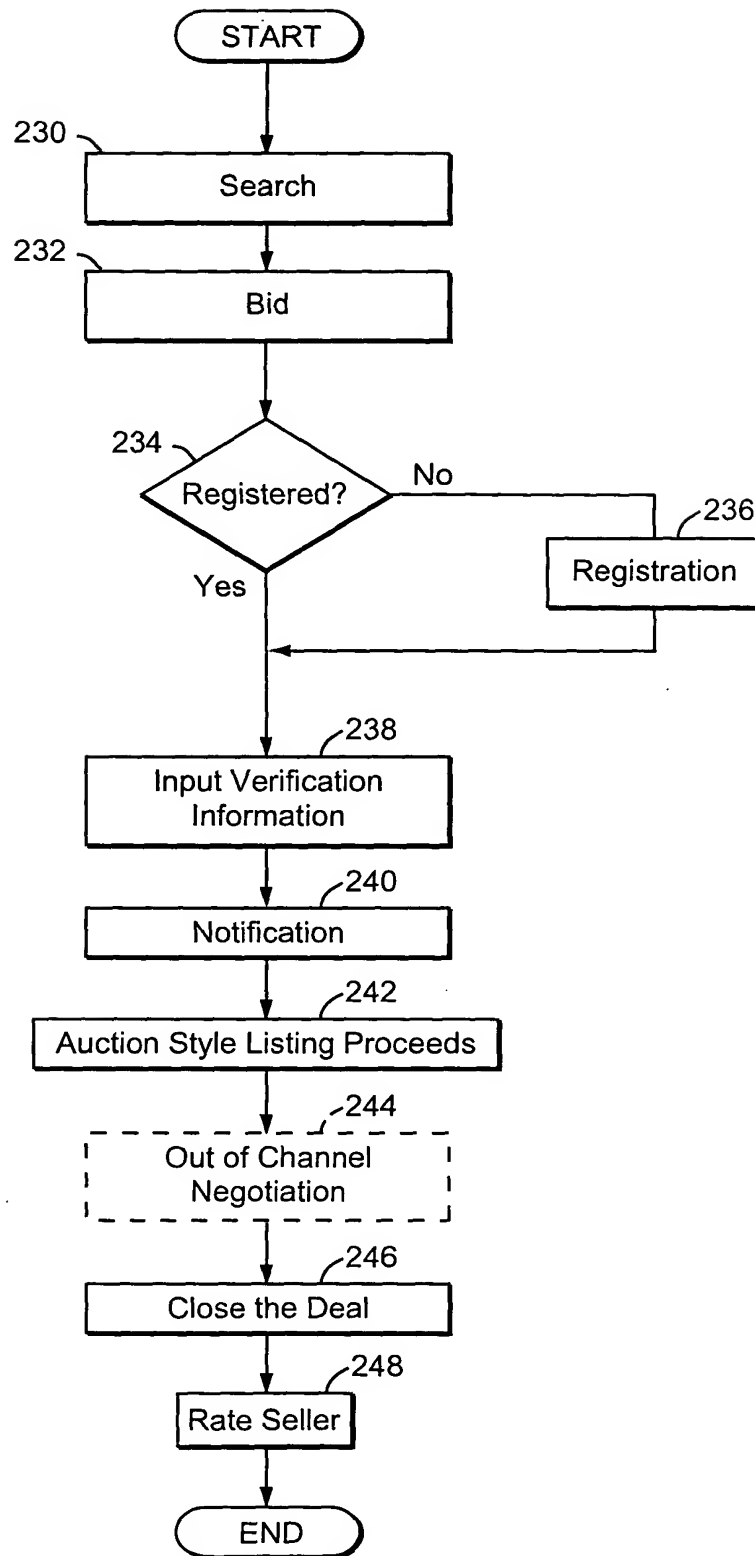 START
230
Search
232
Bid
234
Registered?
No
236
Registration
Yes
238
Input Verification
Information
240
Notification
242
Auction Style Listing Proceeds
244
Out of Channel
Negotiation
246
Close the Deal
248
Rate Seller
END